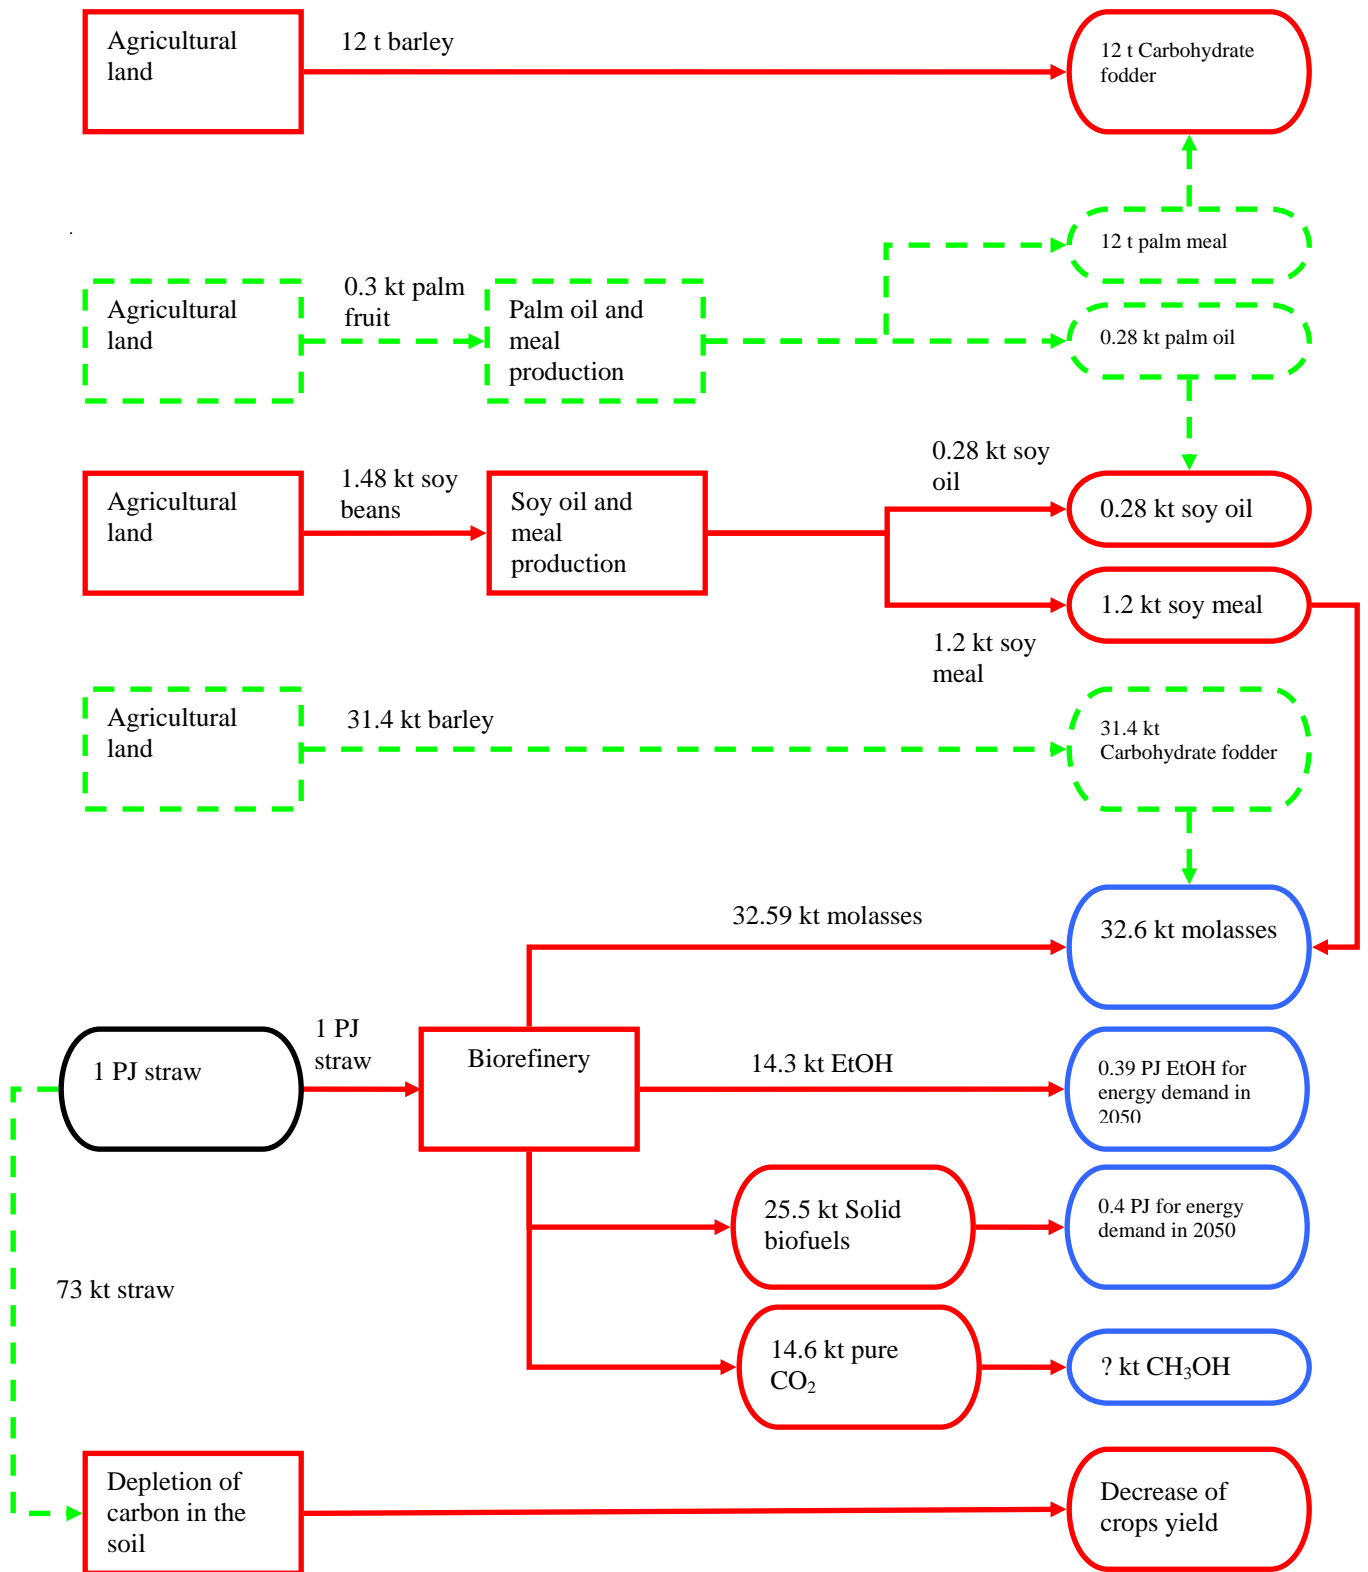 Agricultural
land
12 t barley
12 t Carbohydrate
fodder
12 t palm meal
Agricultural
land
0.3 kt palm
fruit
Palm oil and
meal
production
0.28 kt palm oil
Agricultural
land
1.48 kt soy
beans
Soy oil and
meal
production
0.28 kt soy
oil
0.28 kt soy oil
1.2 kt soy meal
1.2 kt soy
meal
Agricultural
land
31.4 kt barley
31.4 kt
Carbohydrate fodder
32.59 kt molasses
32.6 kt molasses
1 PJ straw
1 PJ
straw
Biorefinery
14.3 kt EtOH
0.39 PJ EtOH for
energy demand in
2050
25.5 kt Solid
biofuels
0.4 PJ for energy
demand in 2050
73 kt straw
14.6 kt pure
CO₂
? kt CH₃OH
Depletion of
carbon in the
soil
Decrease of
crops yield